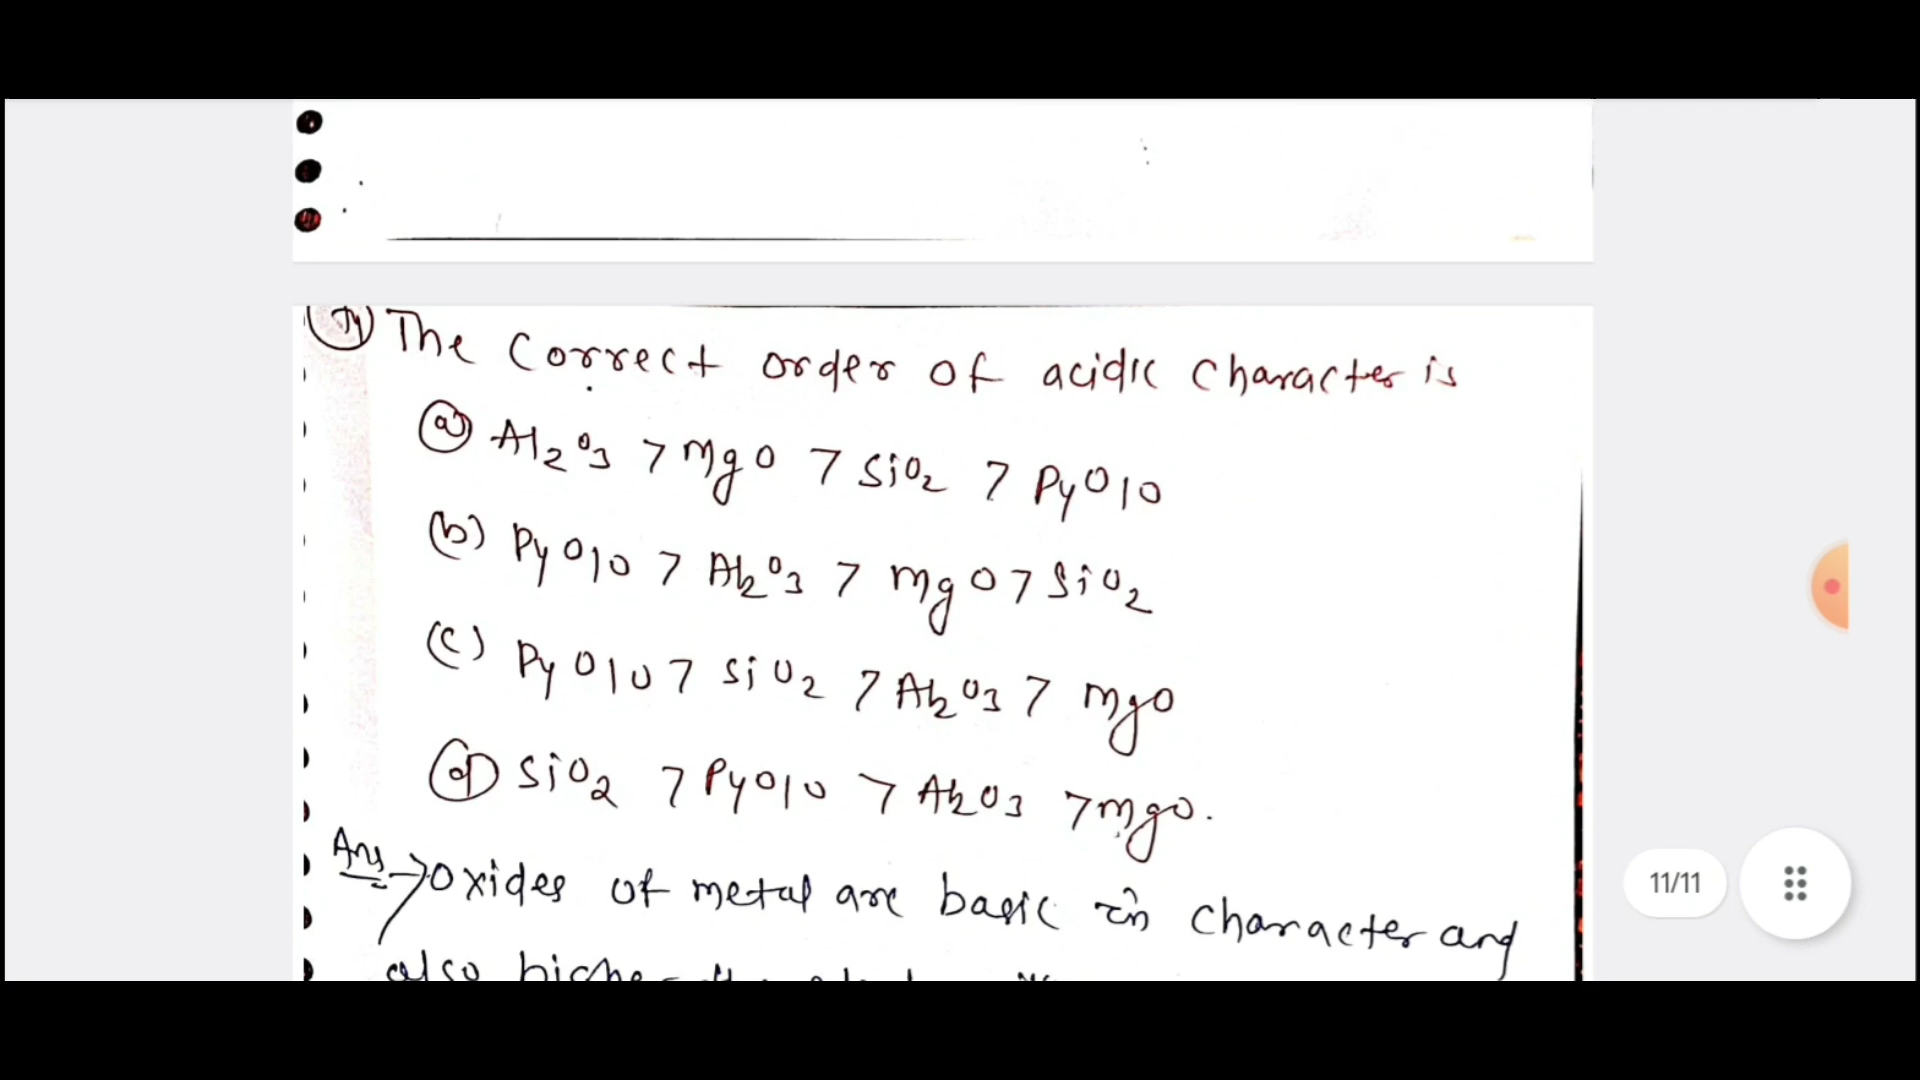 The Correct order of acidic Character is
(a) Al2O3 > MgO > SiO2 > P4O10
(b) P4O10 > Al2O3 > MgO > SiO2
(c) P4O10 > SiO2 > Al2O3 > MgO
(d) SiO2 > P4O10 > Al2O3 > MgO.
Ans → Oxides of metal are basic in Character and
also
11/11